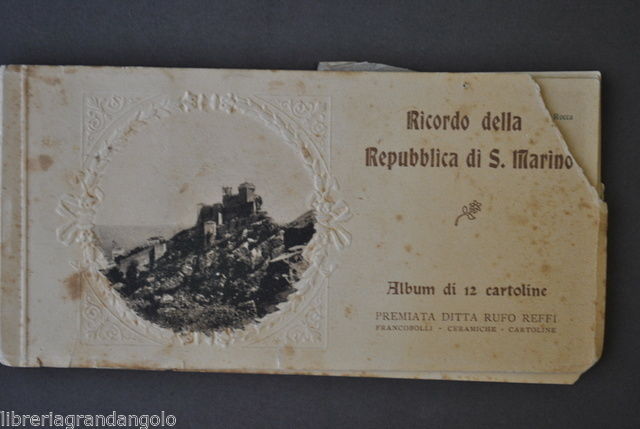 Rocca
Ricordo della
Repubblica di S. Marino
Album di 12 cartoline
PREMIATA DITTA RUFO REFFI
FRANCOBOLLI - CERAMICHE - CARTOLINE
libreriagrandangolo